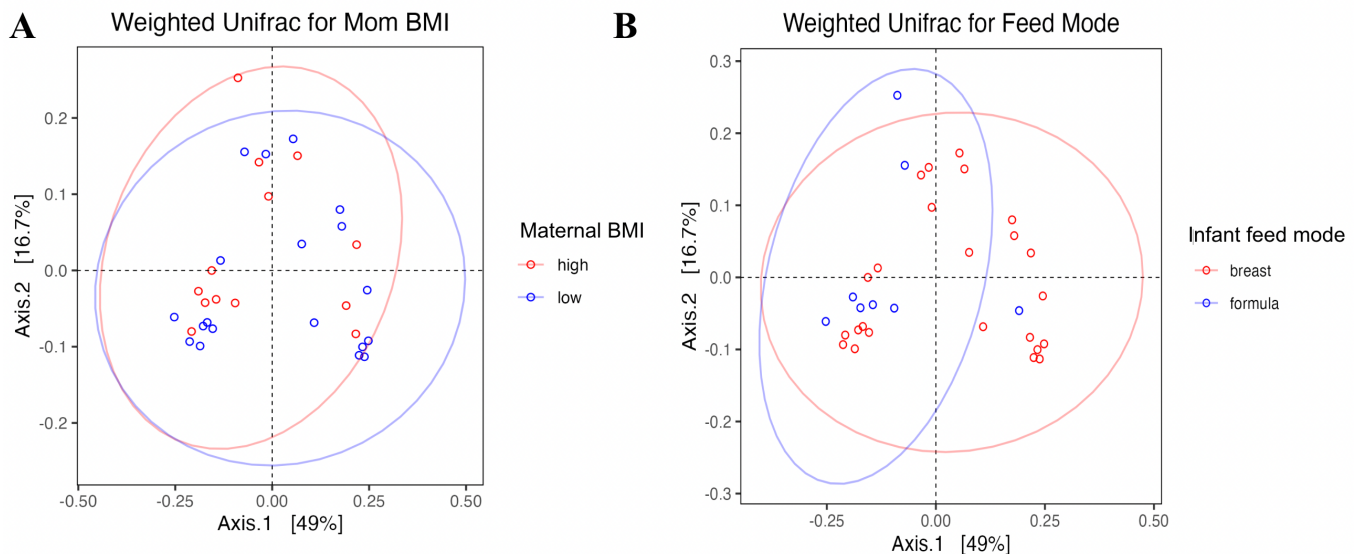 A
Weighted Unifrac for Mom BMI
Axis.2 [16.7%]
0.2
0.1
0.0
-0.1
-0.2
-0.50
-0.25
0.00
0.25
0.50
Axis.1 [49%]
Maternal BMI
high
low
B
Weighted Unifrac for Feed Mode
Axis.2 [16.7%]
0.3
0.2
0.1
0.0
-0.1
-0.2
-0.3
-0.25
0.00
0.25
0.50
Axis.1 [49%]
Infant feed mode
breast
formula